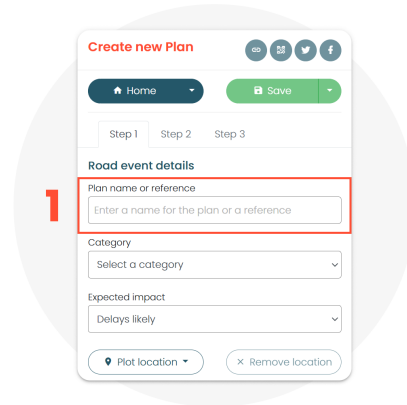 Create new Plan
Home
Save
Step 1 Step 2 Step 3
Road event details
1
Plan name or reference
Enter a name for the plan or a reference
Category
Select a category
Expected impact
Delays likely
Plot location
× Remove location